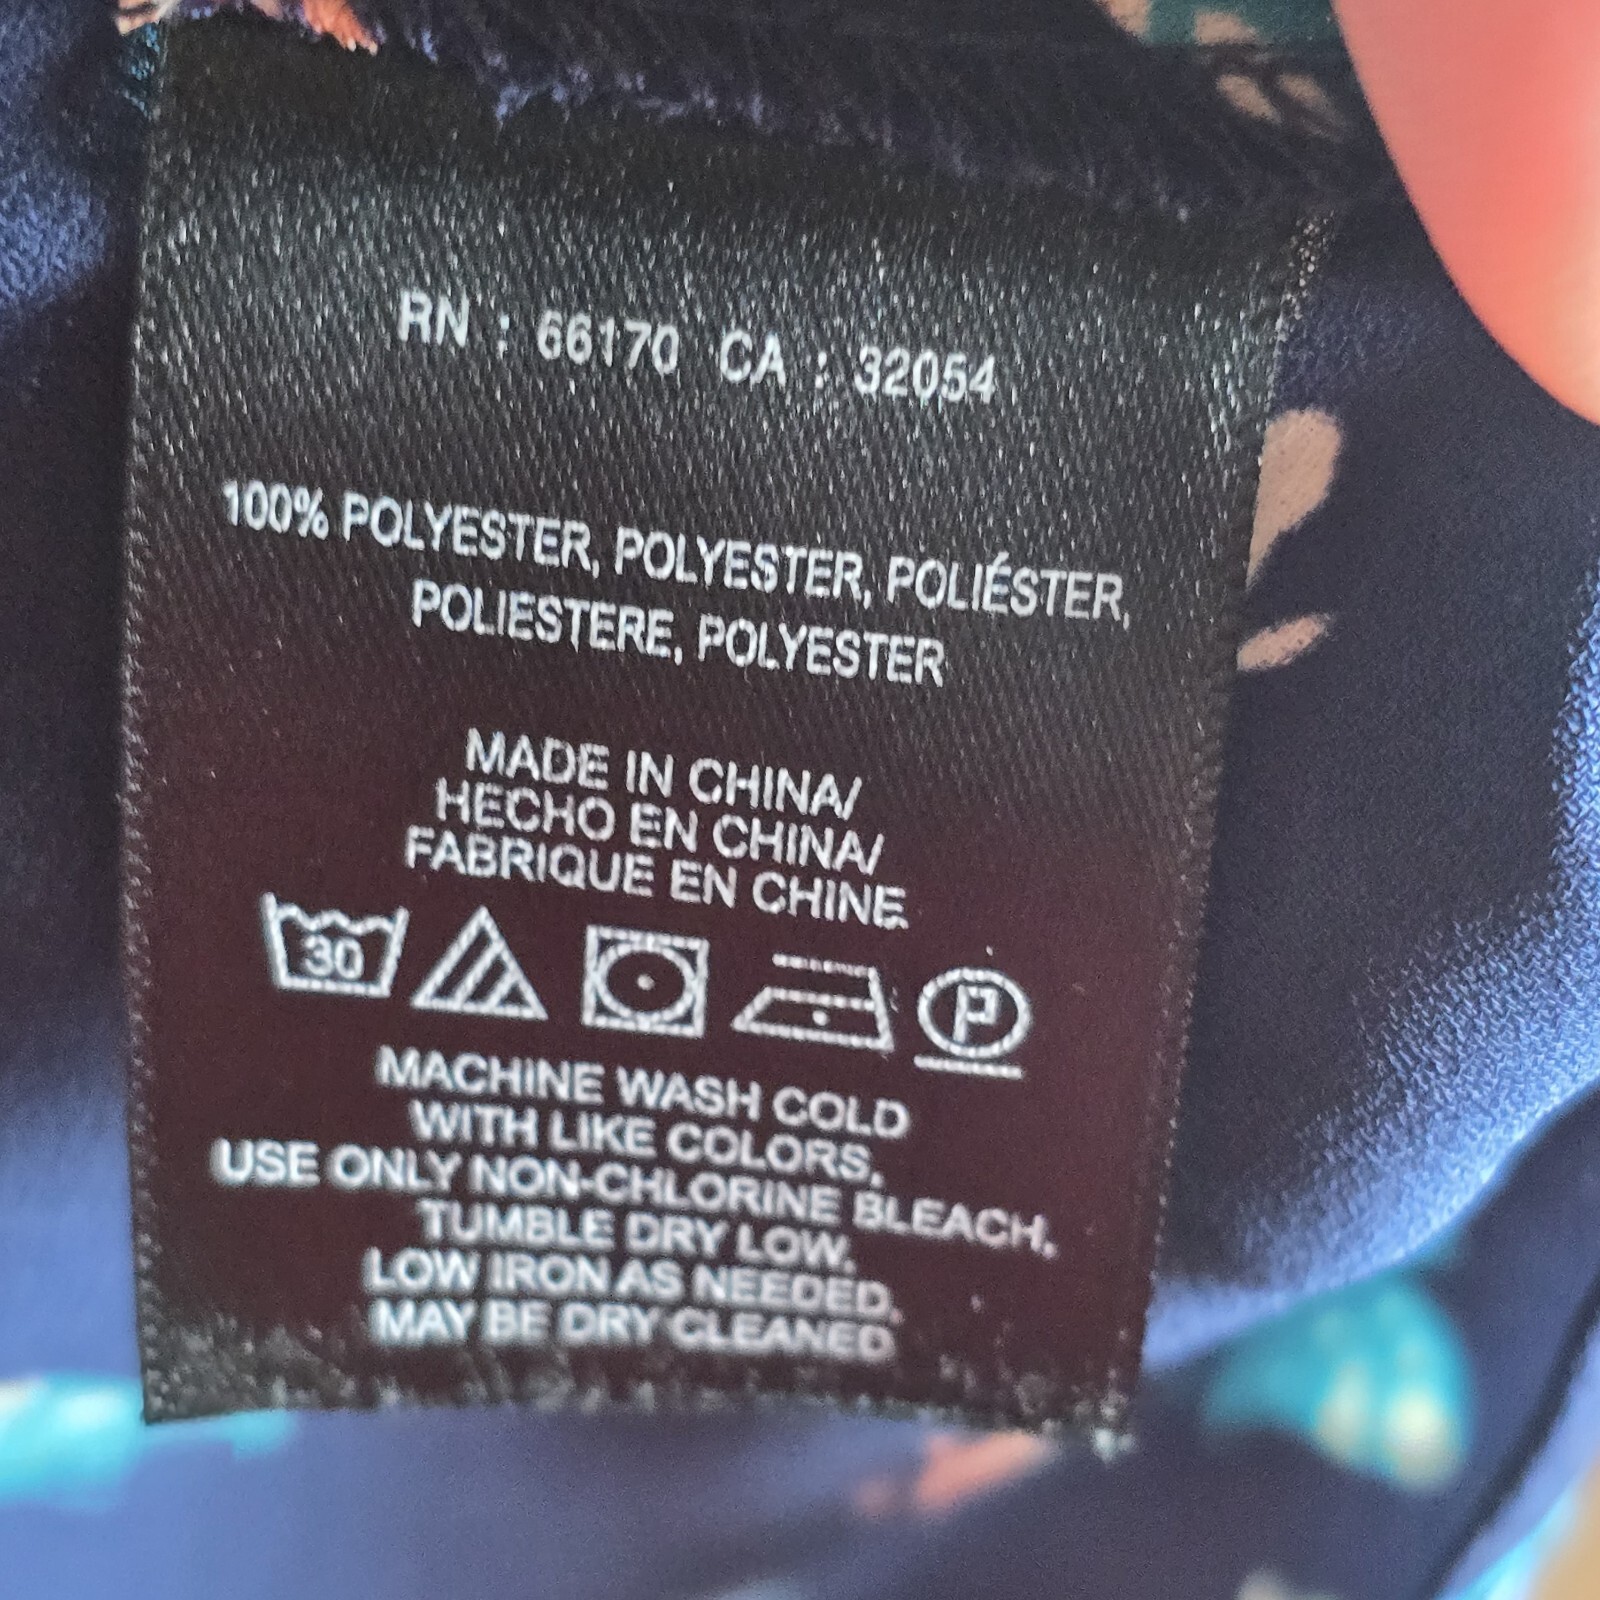 RN : 66170 CA : 32054
100% POLYESTER, POLYESTER, POLIÉSTER,
POLIESTERE, POLYESTER
MADE IN CHINA/
HECHO EN CHINA/
FABRIQUE EN CHINE
30 P
MACHINE WASH COLD
WITH LIKE COLORS,
USE ONLY NON-CHLORINE BLEACH,
TUMBLE DRY LOW.
LOW IRON AS NEEDED,
MAY BE DRY CLEANED